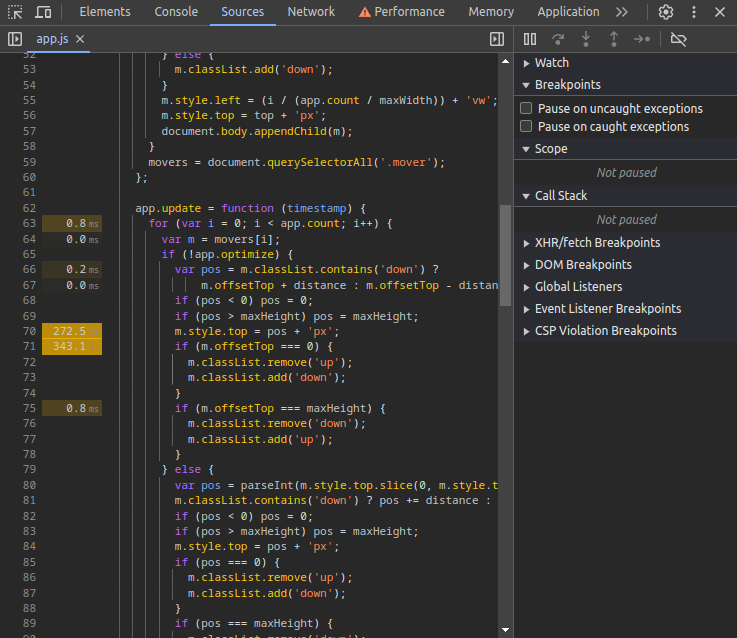 Elements Console Sources Network Performance Memory Application
app.js
52 } else {
53 m.classList.add('down');
54 }
55 m.style.left = (i / (app.count / maxWidth)) + 'vw';
56 m.style.top = top + 'px';
57 document.body.appendChild(m);
58 }
59 movers = document.querySelectorAll('.mover');
60 };
61
62 app.update = function (timestamp) {
63 0.8 ms for (var i = 0; i < app.count; i++) {
64 0.0 ms var m = movers[i];
65 if (!app.optimize) {
66 0.2 ms var pos = m.classList.contains('down') ?
67 0.0 ms m.offsetTop + distance : m.offsetTop - distan
68 if (pos < 0) pos = 0;
69 if (pos > maxHeight) pos = maxHeight;
70 272.5 ms m.style.top = pos + 'px';
71 343.1 ms if (m.offsetTop === 0) {
72 m.classList.remove('up');
73 m.classList.add('down');
74 }
75 0.8 ms if (m.offsetTop === maxHeight) {
76 m.classList.remove('down');
77 m.classList.add('up');
78 }
79 } else {
80 var pos = parseInt(m.style.top.slice(0, m.style.t
81 m.classList.contains('down') ? pos += distance :
82 if (pos < 0) pos = 0;
83 if (pos > maxHeight) pos = maxHeight;
84 m.style.top = pos + 'px';
85 if (pos === 0) {
86 m.classList.remove('up');
87 m.classList.add('down');
88 }
89 if (pos === maxHeight) {
90 m.classList.remove('down');
Watch
Breakpoints
Pause on uncaught exceptions
Pause on caught exceptions
Scope
Not paused
Call Stack
Not paused
XHR/fetch Breakpoints
DOM Breakpoints
Global Listeners
Event Listener Breakpoints
CSP Violation Breakpoints